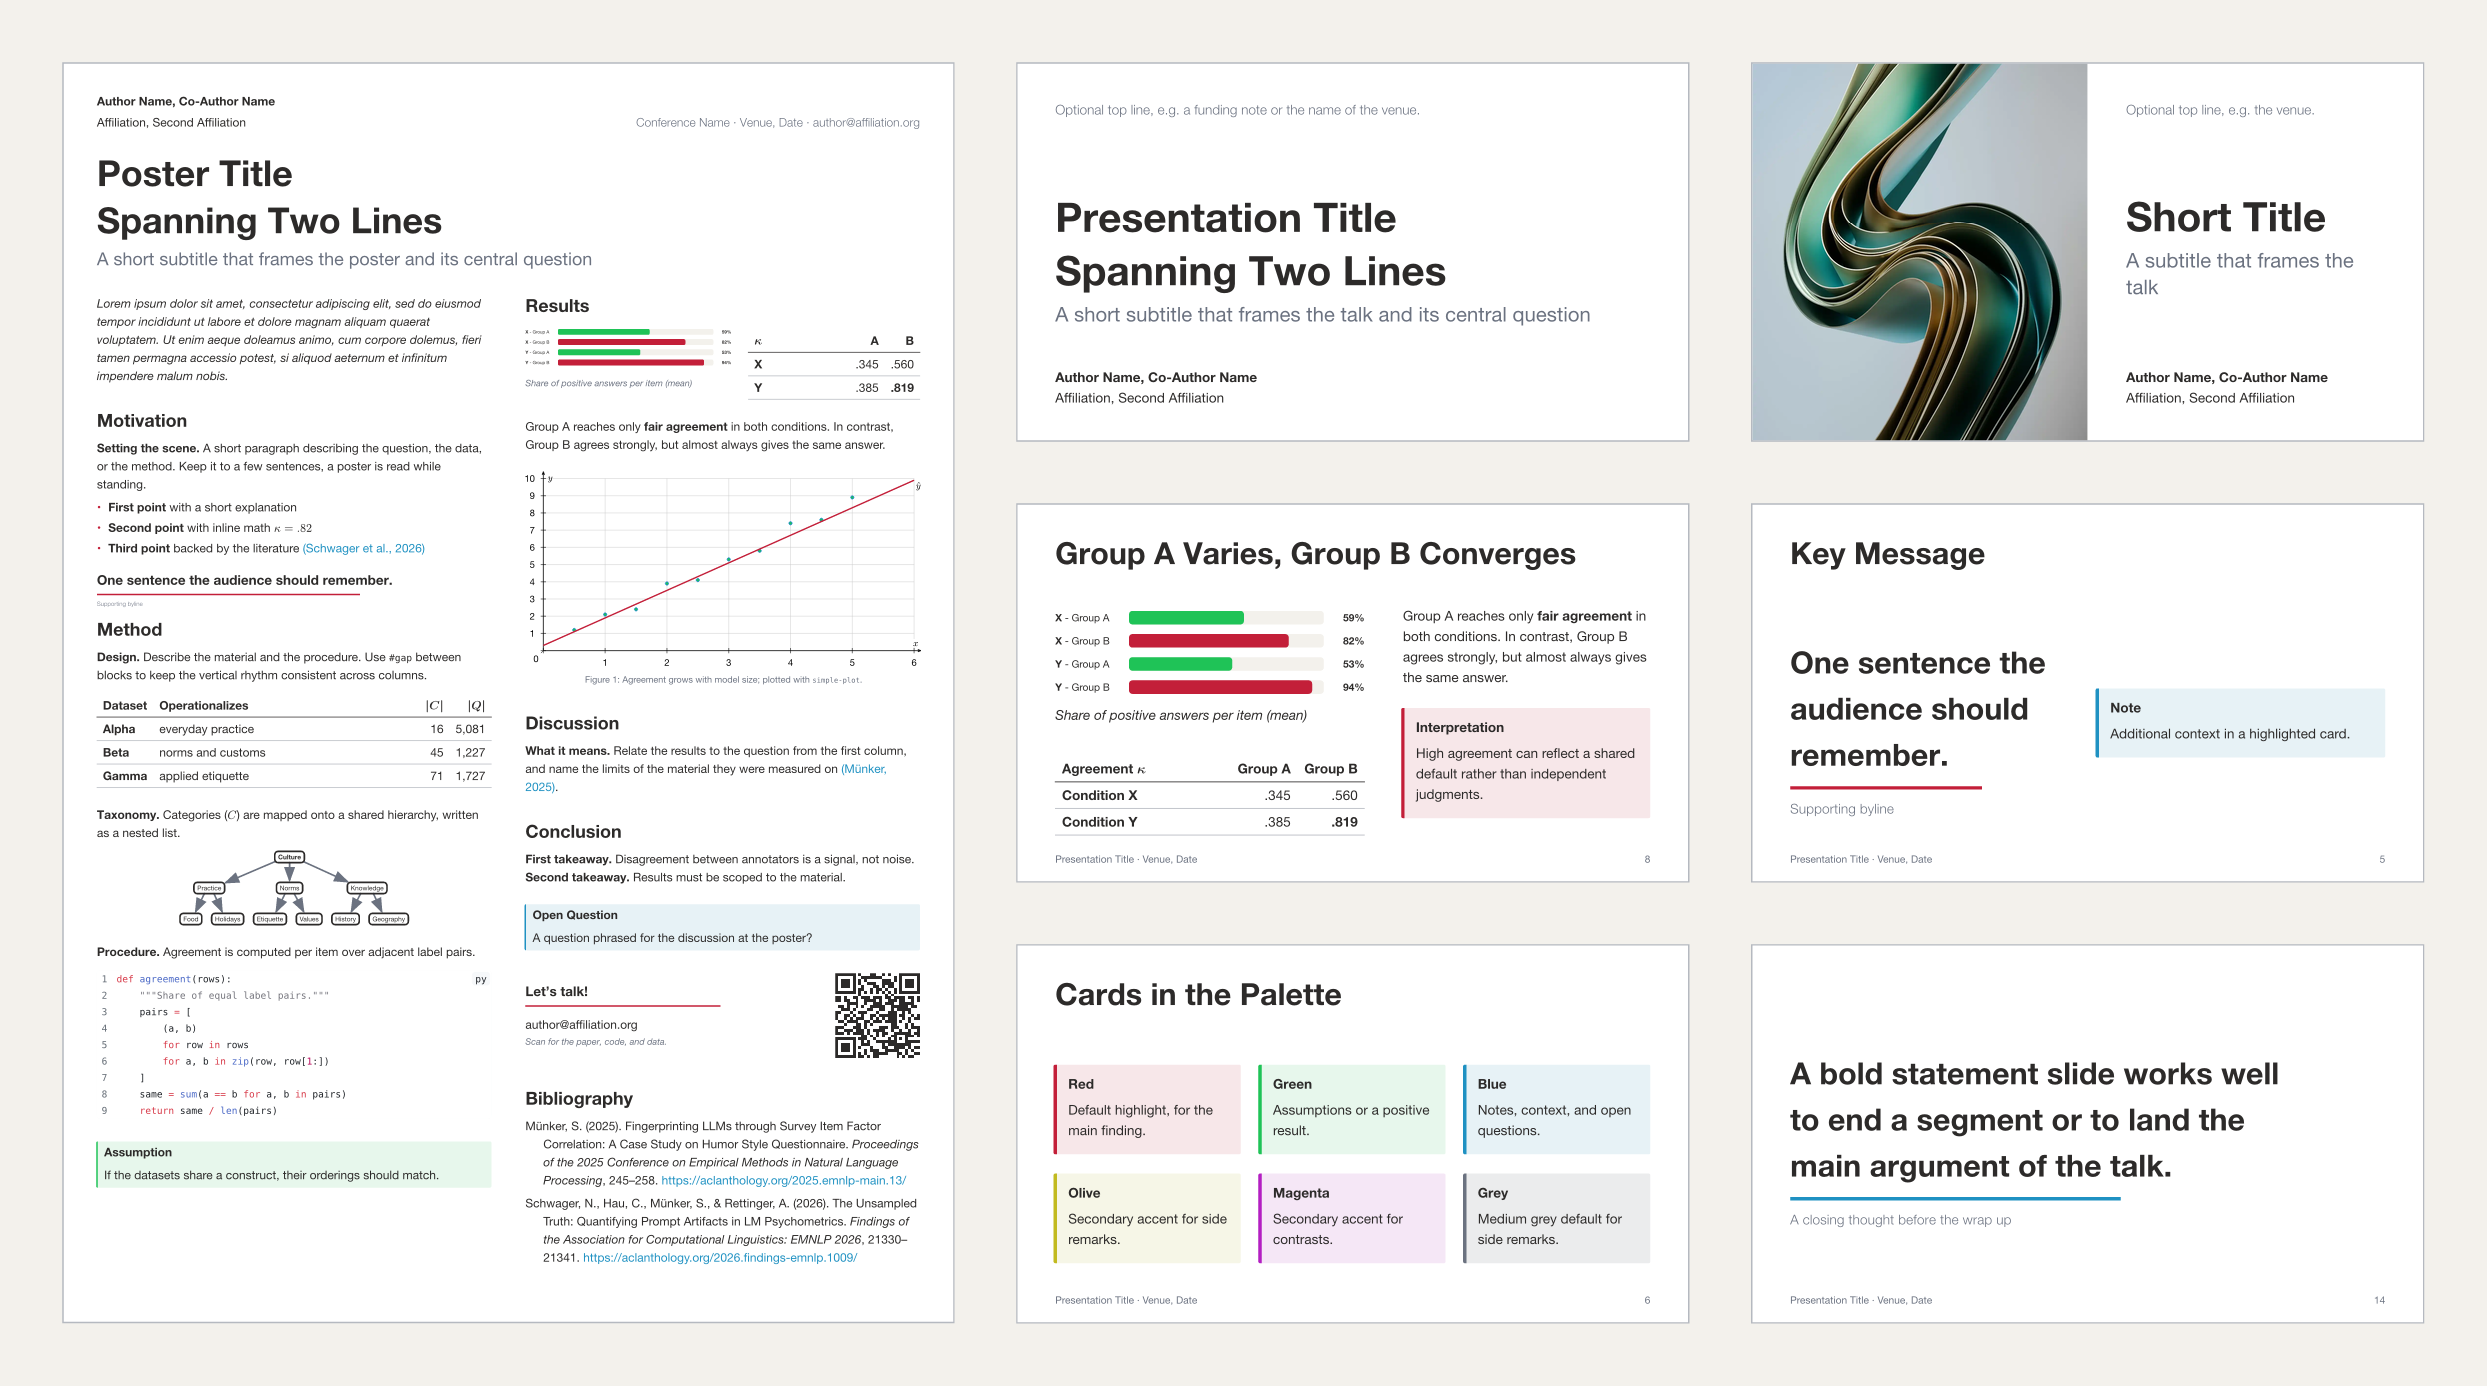 Author Name, Co-Author Name
Affiliation, Second Affiliation
Conference Name · Venue, Date · author@affiliation.org
Poster Title
Spanning Two Lines
A short subtitle that frames the poster and its central question
Lorem ipsum dolor sit amet, consectetur adipiscing elit, sed do eiusmod
tempor incididunt ut labore et dolore magnam aliquam quaerat
voluptatem. Ut enim aeque doleamus animo, cum corpore dolemus, fieri
tamen permagna accessio potest, si aliquod aeternum et infinitum
impendere malum nobis.
Motivation
Setting the scene. A short paragraph describing the question, the data,
or the method. Keep it to a few sentences, a poster is read while
standing.
• First point with a short explanation
• Second point with inline math κ = .82
• Third point backed by the literature (Schwager et al., 2026)
One sentence the audience should remember.
Supporting byline
Method
Design. Describe the material and the procedure. Use #gap between
blocks to keep the vertical rhythm consistent across columns.
Dataset Operationalizes |C| |Q|
Alpha everyday practice 16 5,081
Beta norms and customs 45 1,227
Gamma applied etiquette 71 1,727
Taxonomy. Categories (C) are mapped onto a shared hierarchy, written
as a nested list.
Culture
Practice Norms Knowledge
Food Holidays Etiquette Values History Geography
Procedure. Agreement is computed per item over adjacent label pairs.
py
1 def agreement(rows):
2 """Share of equal label pairs."""
3 pairs = [
4 (a, b)
5 for row in rows
6 for a, b in zip(row, row[1:])
7 ]
8 same = sum(a == b for a, b in pairs)
9 return same / len(pairs)
Assumption
If the datasets share a construct, their orderings should match.
Results
X - Group A 59%
X - Group B 82%
Y - Group A 53%
Y - Group B 94%
Share of positive answers per item (mean)
κ A B
X .345 .560
Y .385 .819
Group A reaches only fair agreement in both conditions. In contrast,
Group B agrees strongly, but almost always gives the same answer.
y
ŷ
10
9
8
7
6
5
4
3
2
1
x
0 1 2 3 4 5 6
Figure 1: Agreement grows with model size; plotted with simple-plot.
Discussion
What it means. Relate the results to the question from the first column,
and name the limits of the material they were measured on (Münker,
2025).
Conclusion
First takeaway. Disagreement between annotators is a signal, not noise.
Second takeaway. Results must be scoped to the material.
Open Question
A question phrased for the discussion at the poster?
Let's talk!
author@affiliation.org
Scan for the paper, code, and data.
Bibliography
Münker, S. (2025). Fingerprinting LLMs through Survey Item Factor
Correlation: A Case Study on Humor Style Questionnaire. Proceedings
of the 2025 Conference on Empirical Methods in Natural Language
Processing, 245–258. https://aclanthology.org/2025.emnlp-main.13/
Schwager, N., Hau, C., Münker, S., & Rettinger, A. (2026). The Unsampled
Truth: Quantifying Prompt Artifacts in LM Psychometrics. Findings of
the Association for Computational Linguistics: EMNLP 2026, 21330–
21341. https://aclanthology.org/2026.findings-emnlp.1009/
Optional top line, e.g. a funding note or the name of the venue.
Presentation Title
Spanning Two Lines
A short subtitle that frames the talk and its central question
Author Name, Co-Author Name
Affiliation, Second Affiliation
Optional top line, e.g. the venue.
Short Title
A subtitle that frames the
talk
Author Name, Co-Author Name
Affiliation, Second Affiliation
Group A Varies, Group B Converges
X - Group A 59%
X - Group B 82%
Y - Group A 53%
Y - Group B 94%
Share of positive answers per item (mean)
Agreement κ Group A Group B
Condition X .345 .560
Condition Y .385 .819
Group A reaches only fair agreement in
both conditions. In contrast, Group B
agrees strongly, but almost always gives
the same answer.
Interpretation
High agreement can reflect a shared
default rather than independent
judgments.
Presentation Title · Venue, Date 8
Key Message
One sentence the
audience should
remember.
Supporting byline
Note
Additional context in a highlighted card.
Presentation Title · Venue, Date 5
Cards in the Palette
Red
Default highlight, for the
main finding.
Green
Assumptions or a positive
result.
Blue
Notes, context, and open
questions.
Olive
Secondary accent for side
remarks.
Magenta
Secondary accent for
contrasts.
Grey
Medium grey default for
side remarks.
Presentation Title · Venue, Date 6
A bold statement slide works well
to end a segment or to land the
main argument of the talk.
A closing thought before the wrap up
Presentation Title · Venue, Date 14